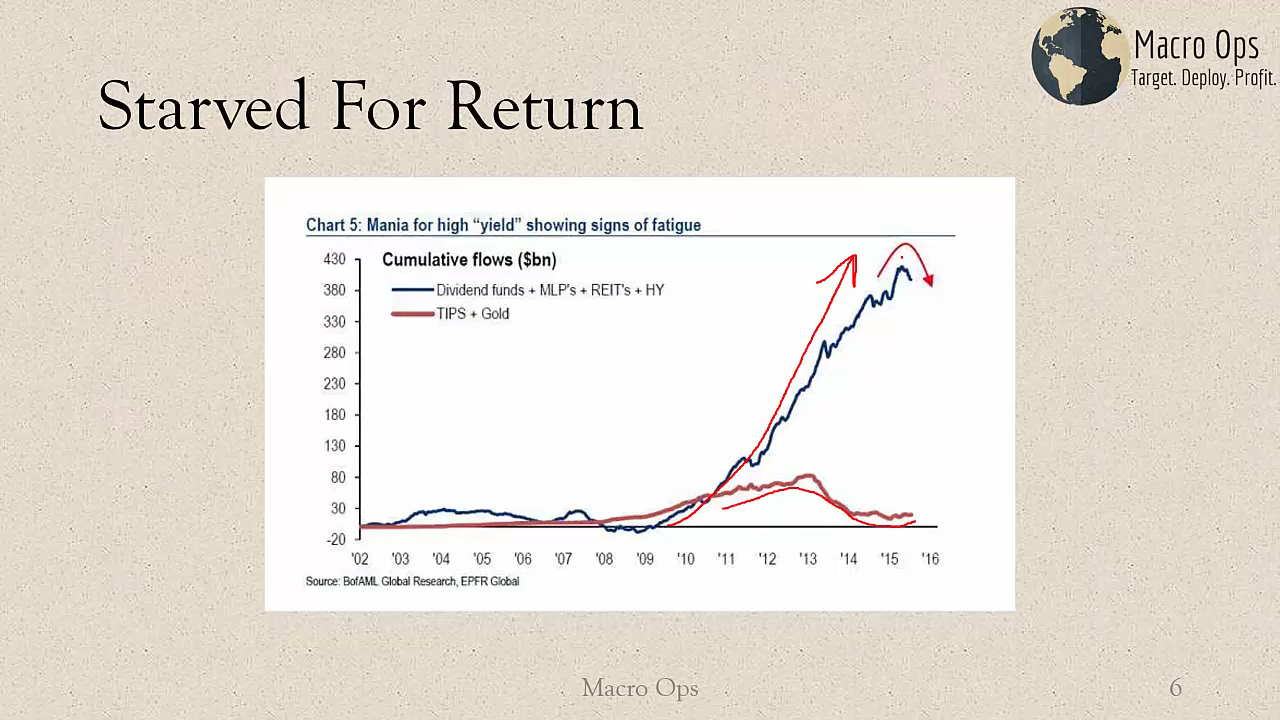 Macro Ops
Target. Deploy. Profit.
Starved For Return
Chart 5: Mania for high “yield” showing signs of fatigue
Cumulative flows ($bn)
Dividend funds + MLP's + REIT's + HY
TIPS + Gold
430
380
330
280
230
180
130
80
30
-20
'02 '03 '04 '05 '06 '07 '08 '09 '10 '11 '12 '13 '14 '15 '16
Source: BofAML Global Research, EPFR Global
Macro Ops
6